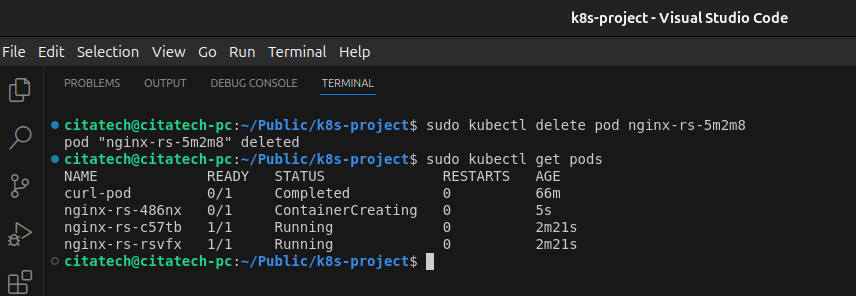 k8s-project - Visual Studio Code
File Edit Selection View Go Run Terminal Help
PROBLEMS OUTPUT DEBUG CONSOLE TERMINAL
citatech@citatech-pc:~/Public/k8s-project$ sudo kubectl delete pod nginx-rs-5m2m8
pod "nginx-rs-5m2m8" deleted
citatech@citatech-pc:~/Public/k8s-project$ sudo kubectl get pods
NAME READY STATUS RESTARTS AGE
curl-pod 0/1 Completed 0 66m
nginx-rs-486nx 0/1 ContainerCreating 0 5s
nginx-rs-c57tb 1/1 Running 0 2m21s
nginx-rs-rsvfx 1/1 Running 0 2m21s
citatech@citatech-pc:~/Public/k8s-project$